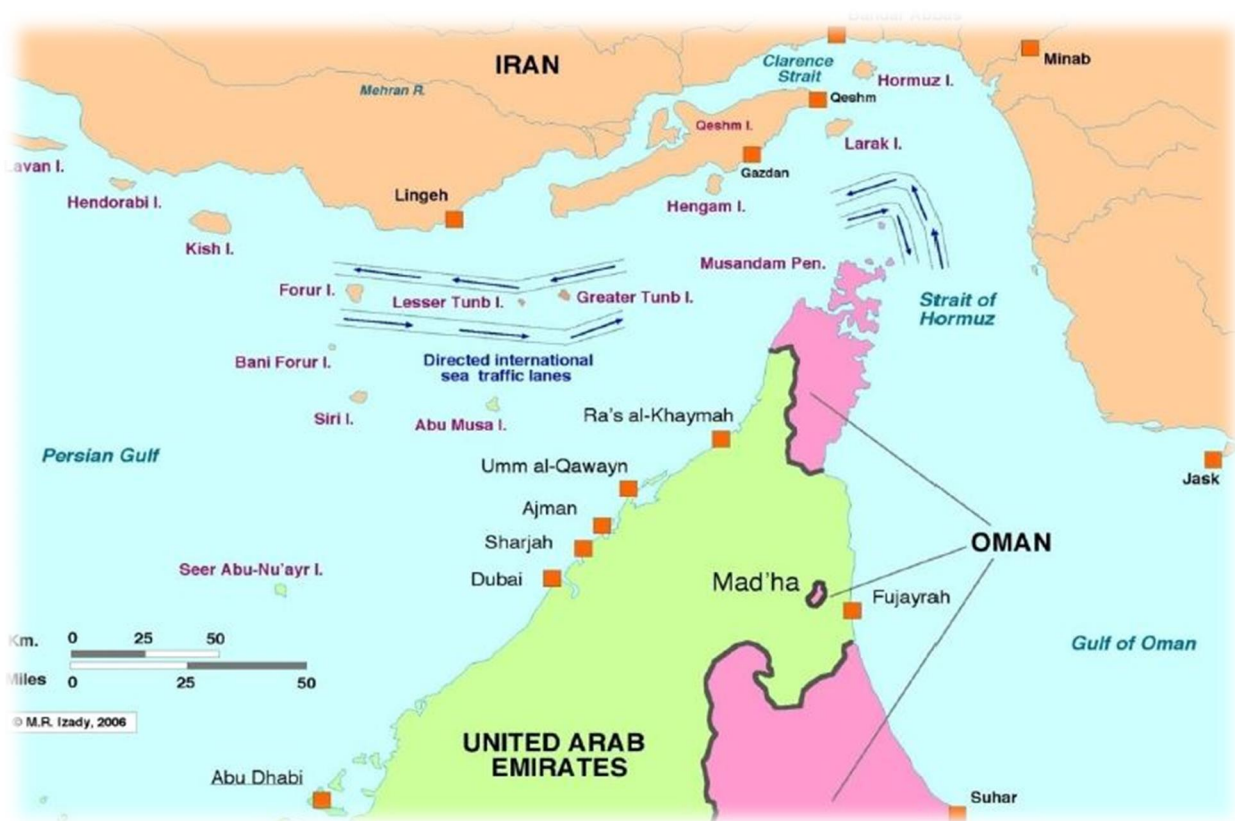 IRAN
Minab
Clarence
Strait
Hormuz I.
Mehran R.
Qeshm
Qeshm I.
Larak I.
Lavan I.
Gazdan
Hendorabi I.
Lingeh
Hengam I.
Kish I.
Musandam Pen.
Forur I.
Lesser Tunb I.
Greater Tunb I.
Strait of
Hormuz
Bani Forur I.
Directed international
sea traffic lanes
Siri I.
Abu Musa I.
Ra's al-Khaymah
Persian Gulf
Umm al-Qawayn
Jask
Ajman
Sharjah
OMAN
Seer Abu-Nu'ayr I.
Dubai
Mad'ha
Fujayrah
Km. 0 25 50
Gulf of Oman
Miles 0 25 50
© M.R. Izady, 2006
UNITED ARAB
EMIRATES
Abu Dhabi
Suhar